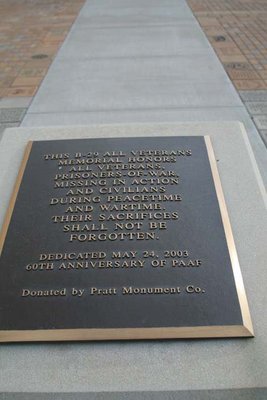 THIS B-29 ALL VETERANS
MEMORIAL HONORS
ALL VETERANS,
PRISONERS-OF-WAR,
MISSING IN ACTION
AND CIVILIANS
DURING PEACETIME
AND WARTIME.
THEIR SACRIFICES
SHALL NOT BE
FORGOTTEN.
DEDICATED MAY 24, 2003
60TH ANNIVERSARY OF PAAF
Donated by Pratt Monument Co.